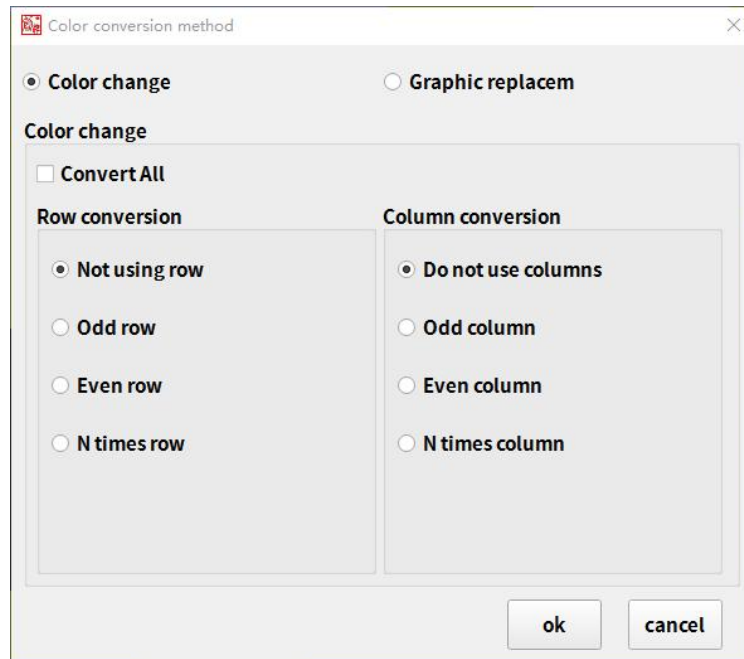 Color conversion method
Color change
Graphic replacem
Color change
Convert All
Row conversion
Column conversion
Not using row
Do not use columns
Odd row
Odd column
Even row
Even column
N times row
N times column
ok
cancel